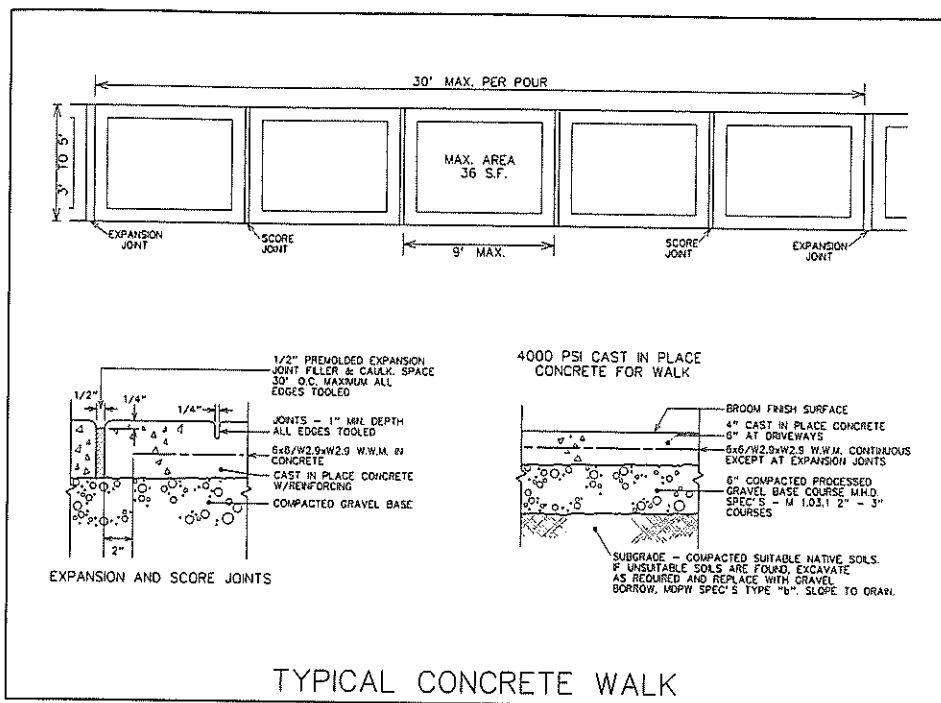 30' MAX. PER POUR
3' TO 5'
MAX. AREA
36 S.F.
EXPANSION
JOINT
SCORE
JOINT
9' MAX.
SCORE
JOINT
EXPANSION
JOINT
1/2" PREMOLDED EXPANSION
JOINT FILLER & CAULK. SPACE
30' O.C. MAXIMUM ALL
EDGES TOOLED
1/2"
1/4"
1/4"
JOINTS – 1" MIN. DEPTH
ALL EDGES TOOLED
6x6/W2.9xW2.9 W.W.M. IN
CONCRETE
CAST IN PLACE CONCRETE
W/REINFORCING
COMPACTED GRAVEL BASE
2"
EXPANSION AND SCORE JOINTS
4000 PSI CAST IN PLACE
CONCRETE FOR WALK
BROOM FINISH SURFACE
4" CAST IN PLACE CONCRETE
6" AT DRIVEWAYS
6x6/W2.9xW2.9 W.W.M. CONTINUOUS
EXCEPT AT EXPANSION JOINTS
6" COMPACTED PROCESSED
GRAVEL BASE COURSE M.H.D.
SPEC'S – M 1.03.1 2" – 3"
COURSES
SUBGRADE – COMPACTED SUITABLE NATIVE SOILS.
IF UNSUITABLE SOILS ARE FOUND, EXCAVATE
AS REQUIRED AND REPLACE WITH GRAVEL
BORROW, MDPW SPEC'S TYPE "b". SLOPE TO DRAIN.
TYPICAL CONCRETE WALK